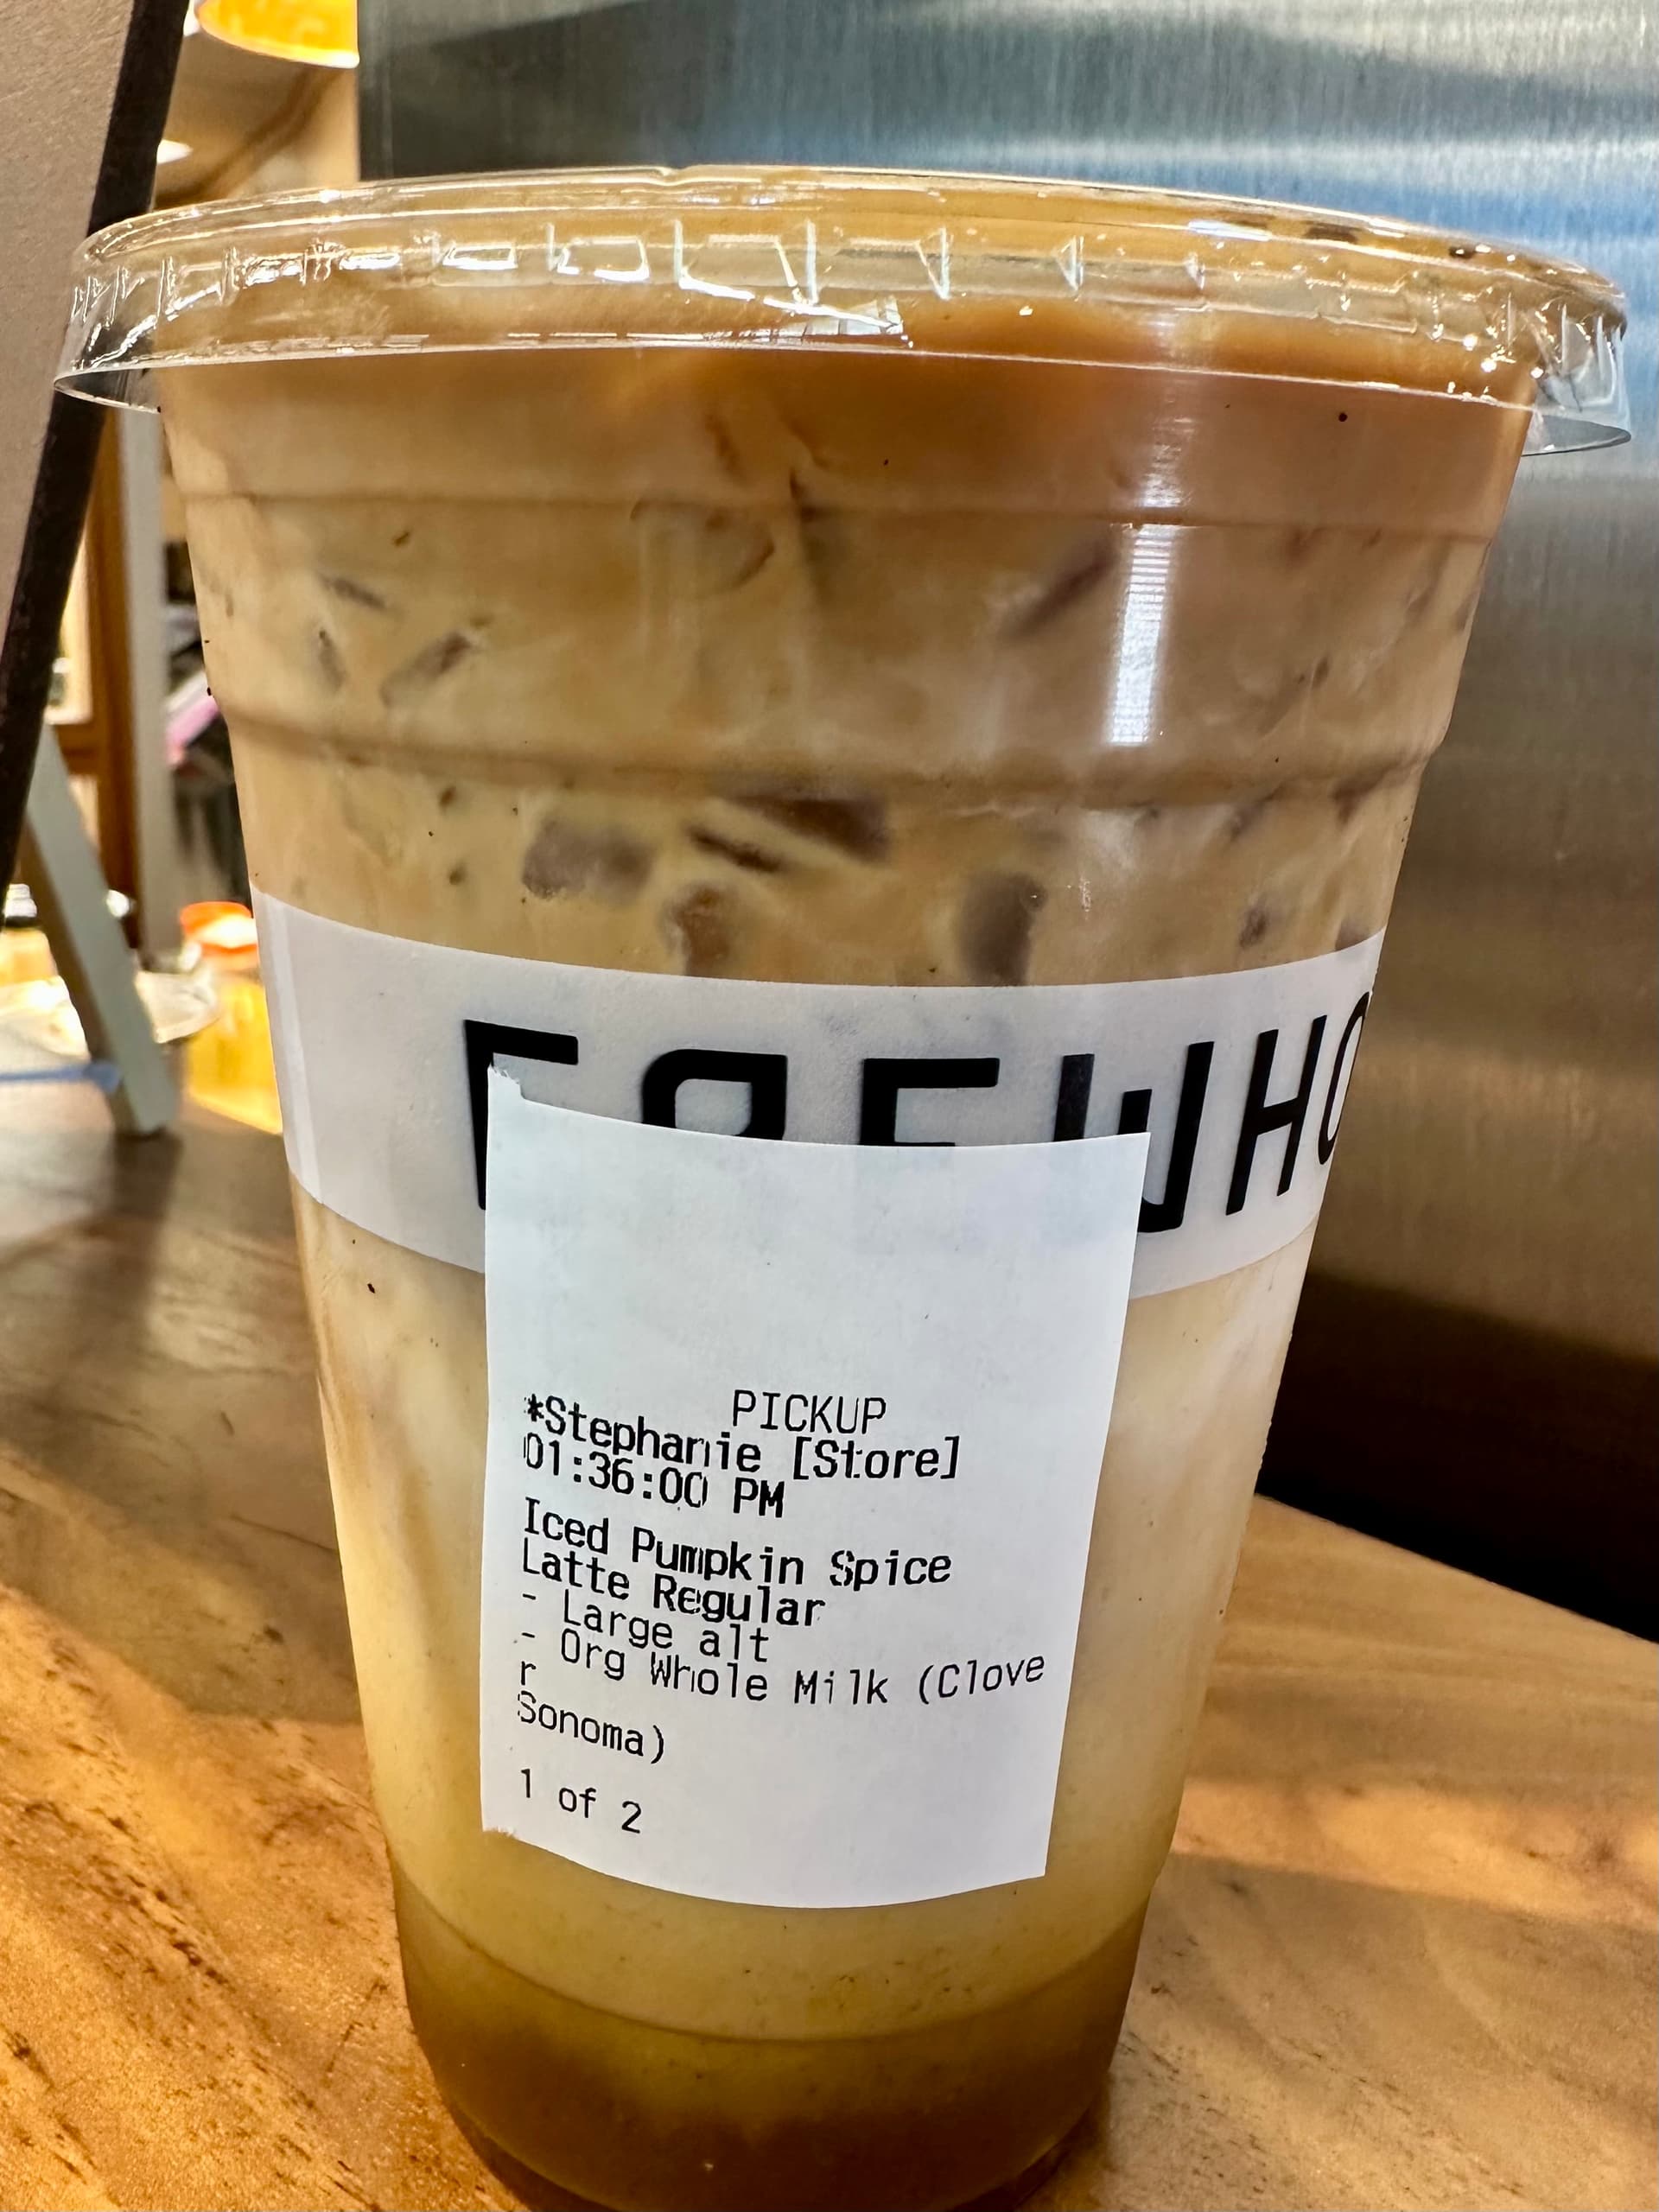 EREWHO
PICKUP
*Stephanie [Store]
01:36:00 PM
Iced Pumpkin Spice
Latte Regular
- Large alt
- Org Whole Milk (Clove
r
Sonoma)
1 of 2